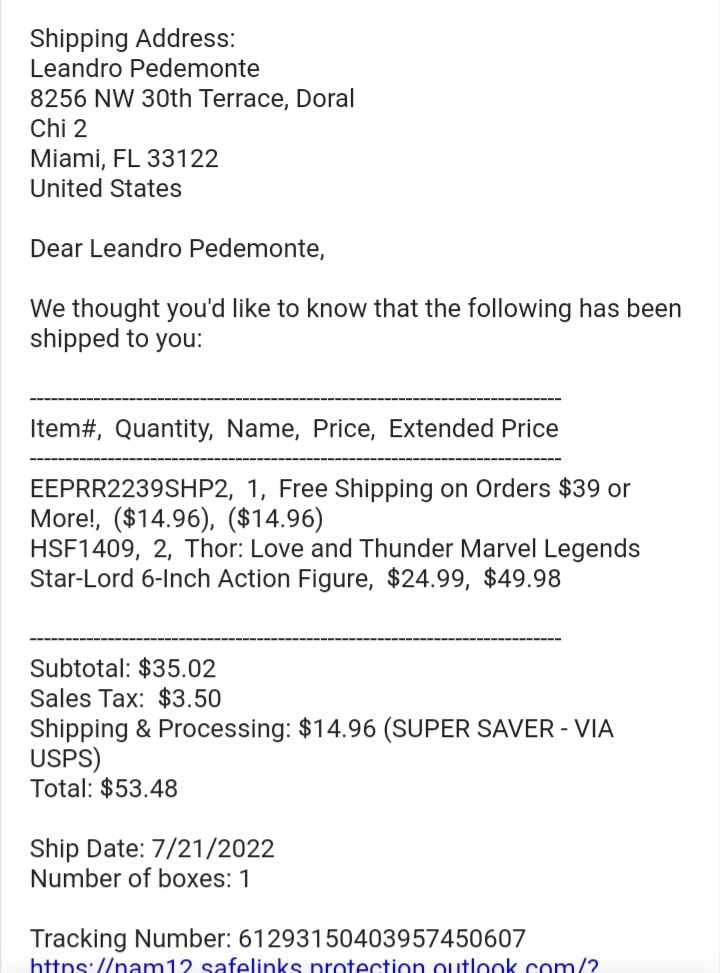 Shipping Address:
Leandro Pedemonte
8256 NW 30th Terrace, Doral
Chi 2
Miami, FL 33122
United States
Dear Leandro Pedemonte,
We thought you'd like to know that the following has been
shipped to you:
----------------------------------------------------------------------------
Item#,  Quantity,  Name,  Price,  Extended Price
----------------------------------------------------------------------------
EEPRR2239SHP2,  1,  Free Shipping on Orders $39 or
More!,  ($14.96),  ($14.96)
HSF1409,  2,  Thor: Love and Thunder Marvel Legends
Star-Lord 6-Inch Action Figure,  $24.99,  $49.98
----------------------------------------------------------------------------
Subtotal: $35.02
Sales Tax:  $3.50
Shipping & Processing: $14.96 (SUPER SAVER - VIA
USPS)
Total: $53.48
Ship Date: 7/21/2022
Number of boxes: 1
Tracking Number: 61293150403957450607
https://nam12.safelinks.protection.outlook.com/?